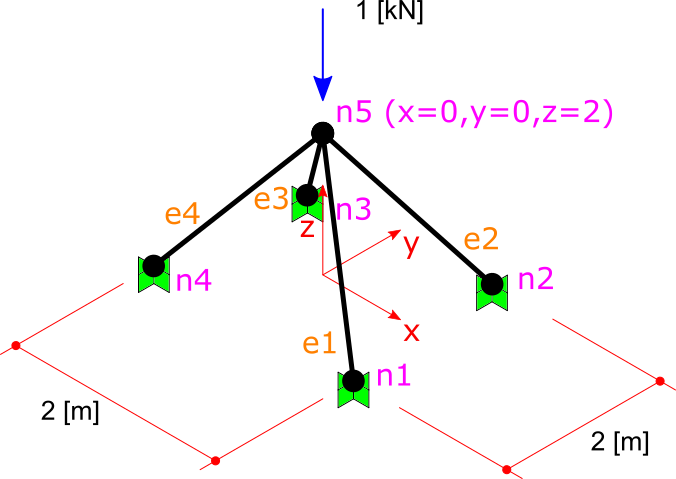 1 [kN]
n5 (x=0,y=0,z=2)
e3
n3
e4
z
y
e2
n4
n2
x
e1
n1
2 [m]
2 [m]